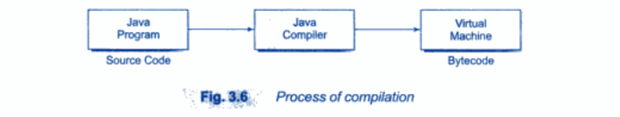 Java
Program
Java
Compiler
Virtual
Machine
Source Code
Bytecode
Fig. 3.6 Process of compilation